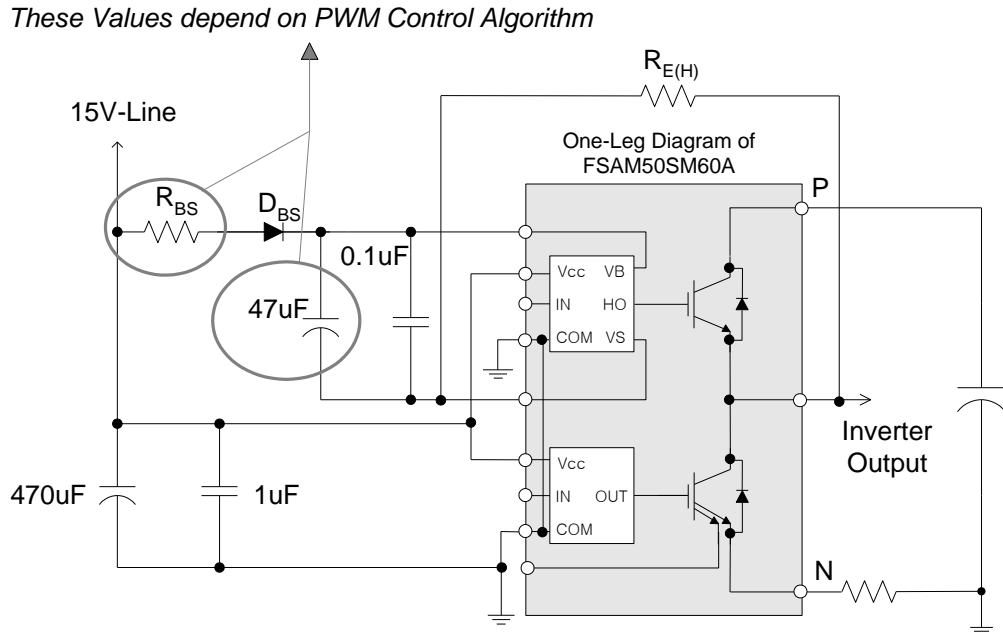 These Values depend on PWM Control Algorithm
R_E(H)
15V-Line
One-Leg Diagram of
FSAM50SM60A
P
R_BS
D_BS
0.1uF
Vcc VB
47uF
IN HO
COM VS
Inverter
Output
Vcc
470uF
1uF
IN OUT
COM
N